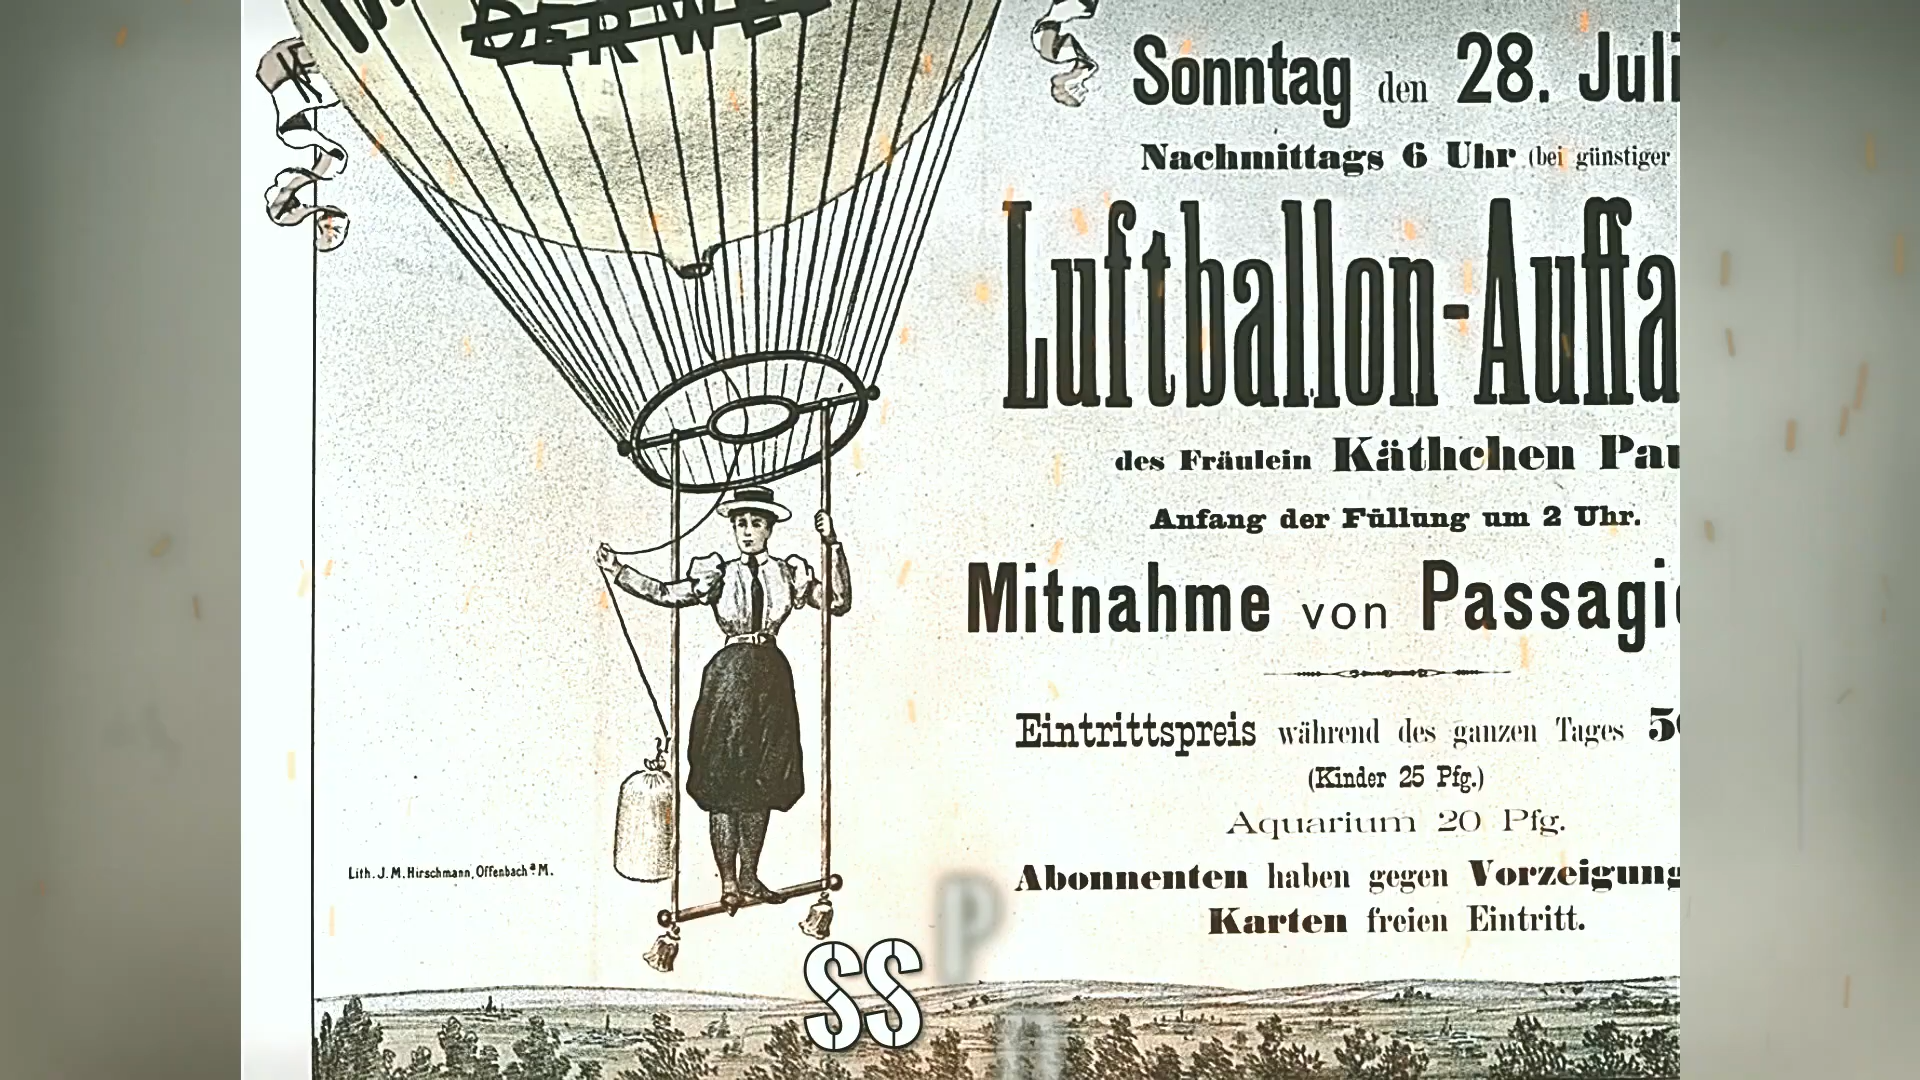 DER WE
Sonntag den 28. Juli
Nachmittags 6 Uhr (bei günstiger
Luftballon-Auffa
des Fräulein Käthchen Pau
Anfang der Füllung um 2 Uhr.
Mitnahme von Passagie
Eintrittspreis während des ganzen Tages 50
(Kinder 25 Pfg.)
Aquarium 20 Pfg.
Lith. J. M. Hirschmann, Offenbach a. M.
Abonnenten haben gegen Vorzeigung
Karten freien Eintritt.
P
SS